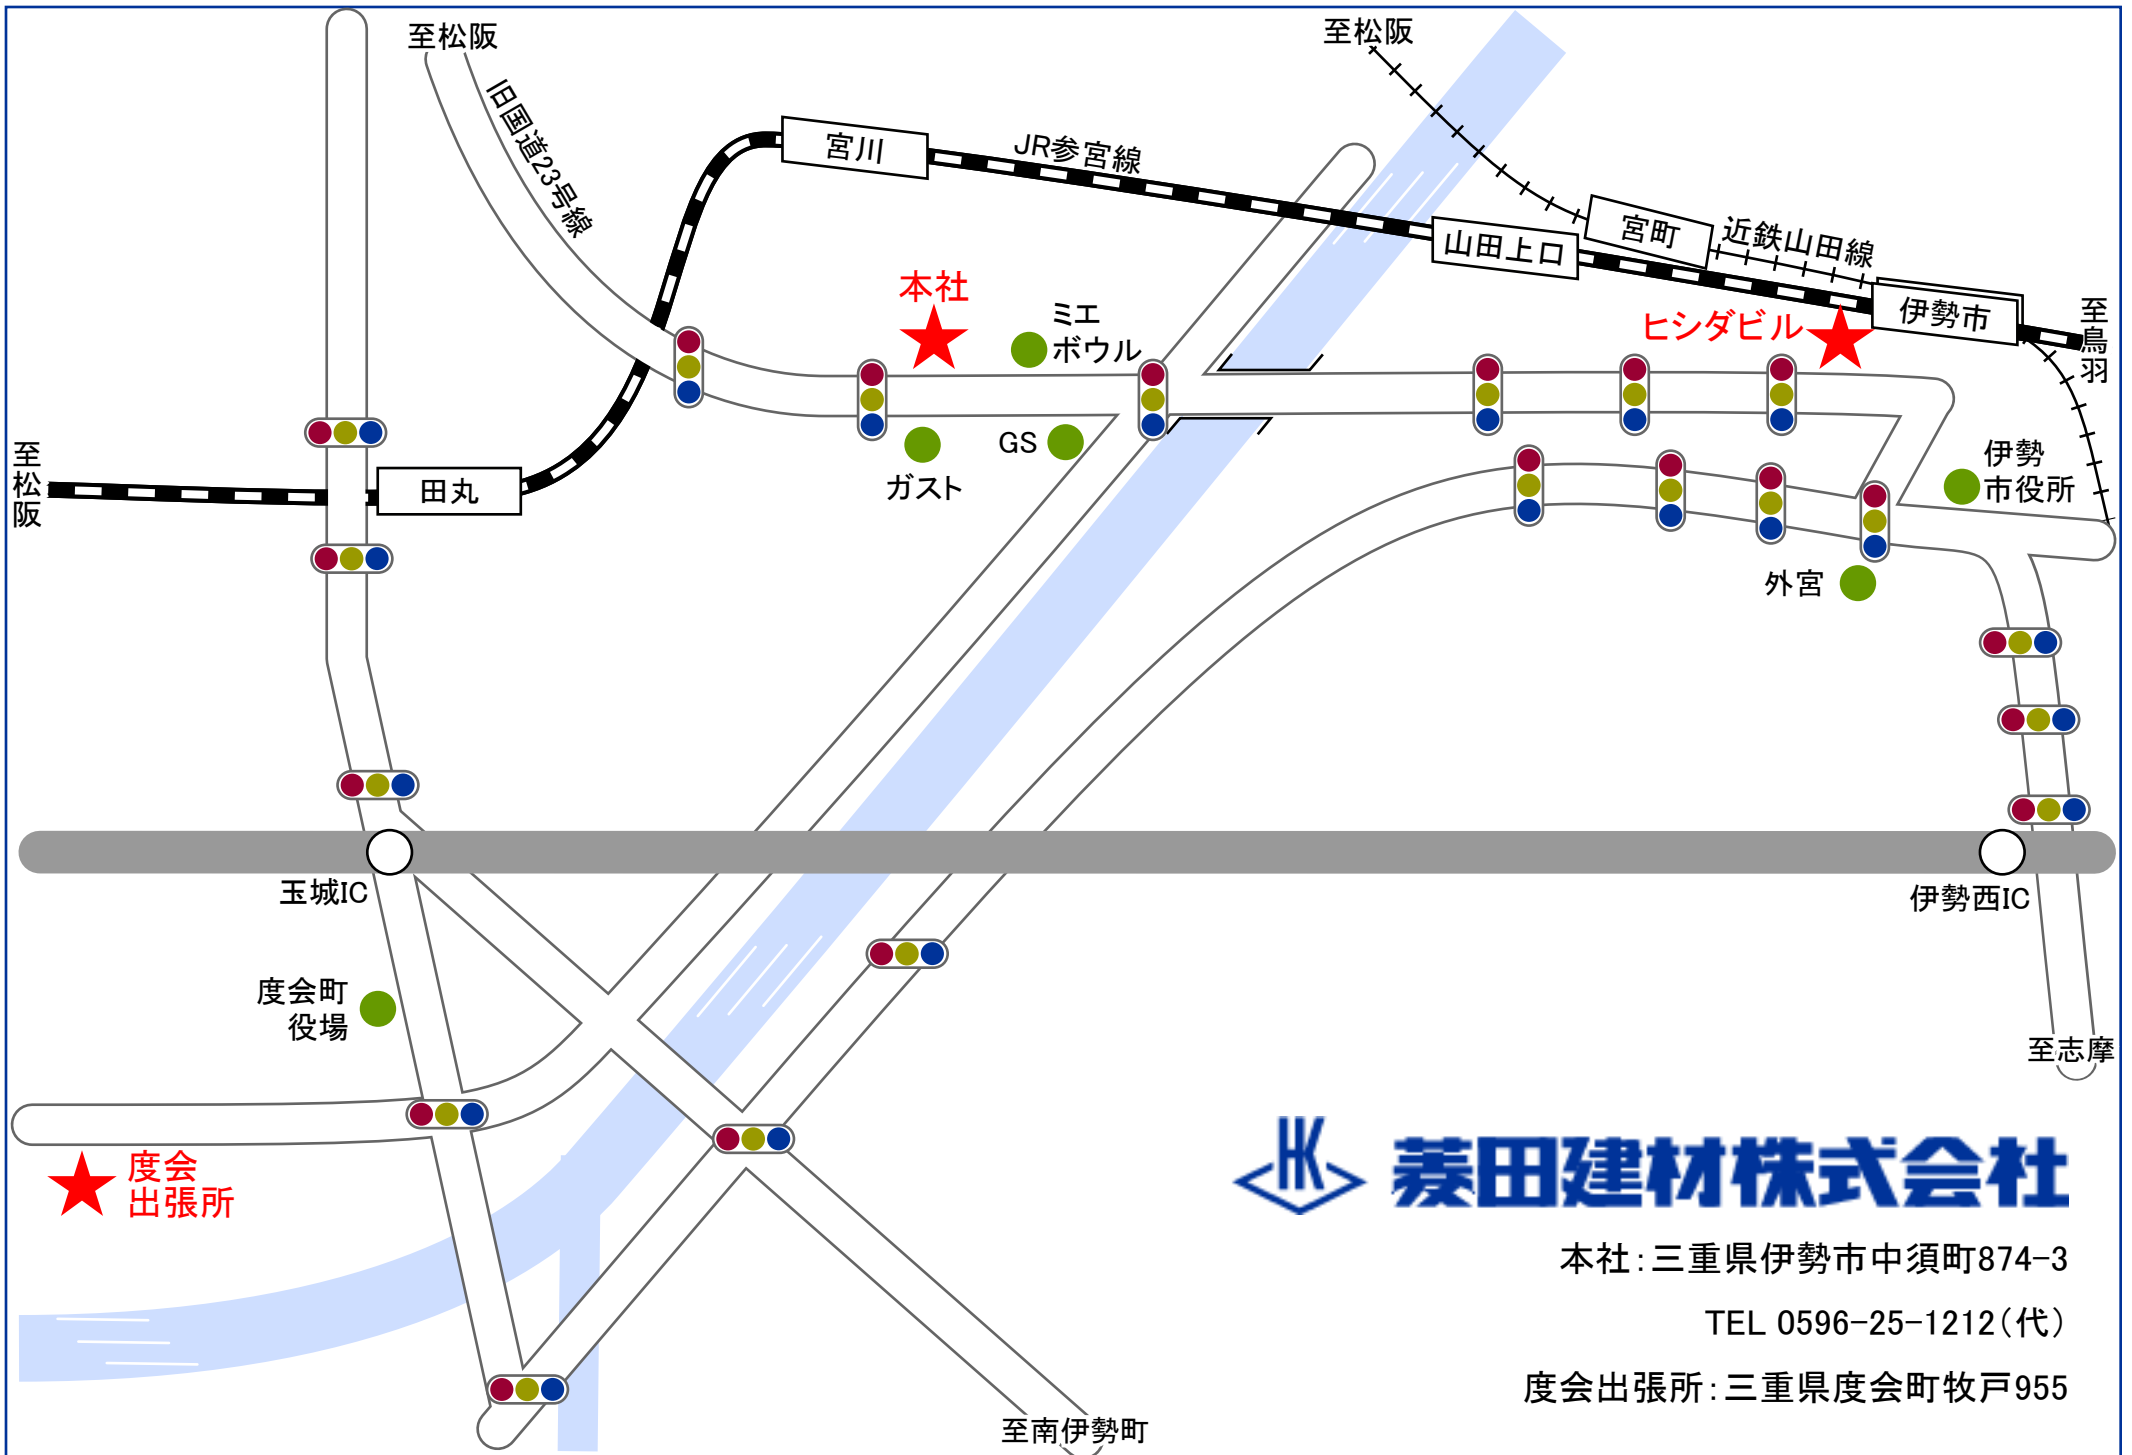 至松阪
至松阪
旧国道23号線
宮川
JR参宮線
山田上口
宮町
近鉄山田線
伊勢市
至鳥羽
本社
ミエ
ボウル
ヒシダビル
至松阪
田丸
ガスト
GS
伊勢
市役所
外宮
玉城IC
伊勢西IC
度会町
役場
至志摩
度会
出張所
HK
菱田建材株式会社
本社:三重県伊勢市中須町874-3
TEL 0596-25-1212(代)
度会出張所:三重県度会町牧戸955
至南伊勢町